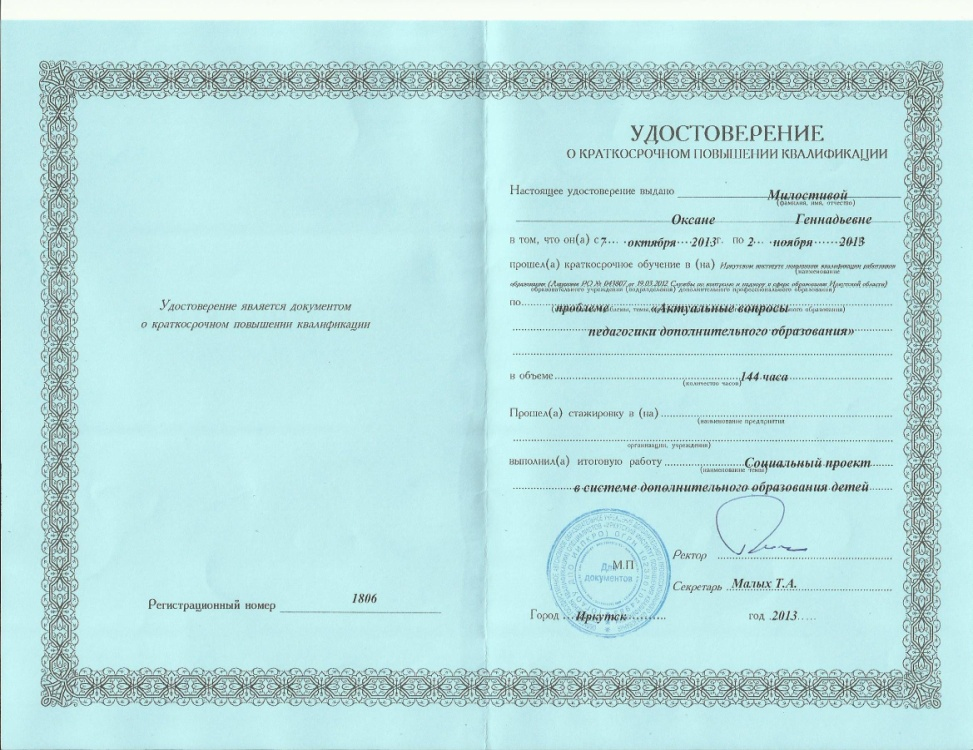 Удостоверение является документом
о краткосрочном повышении квалификации
Регистрационный номер 1806
УДОСТОВЕРЕНИЕ
О КРАТКОСРОЧНОМ ПОВЫШЕНИИ КВАЛИФИКАЦИИ
Настоящее удостоверение выдано Милостивой
(фамилия, имя, отчество)
Оксане Геннадьевне
в том, что он(а) с 7 октября 2013 г. по 2 ноября 2013
прошел(а) краткосрочное обучение в (на) Иркутском институте повышения квалификации работников
(наименование
образования (Лицензия РО № 043807 от 19.03.2012 Службы по контролю и надзору в сфере образования Иркутской области)
образовательного учреждения (подразделения) дополнительного профессионального образования)
по проблеме «Актуальные вопросы
образования)
педагогики дополнительного образования»
в объеме 144 часа
(количество часов)
Прошел(а) стажировку в (на)
(наименование предприятия
организации, учреждения)
выполнил(а) итоговую работу Социальный проект
(наименование темы)
в системе дополнительного образования детей
Ректор
М.П
документов
Секретарь Малых Т.А.
Город Иркутск год 2013